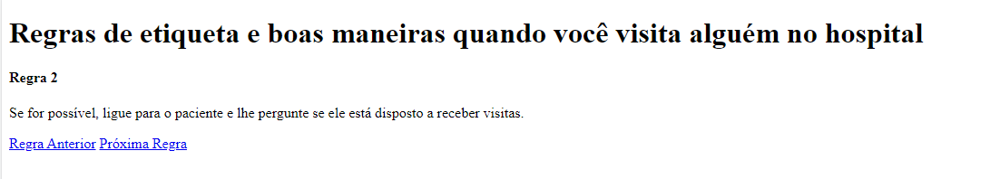 Regras de etiqueta e boas maneiras quando você visita alguém no hospital
Regra 2
Se for possível, ligue para o paciente e lhe pergunte se ele está disposto a receber visitas.
Regra Anterior Próxima Regra